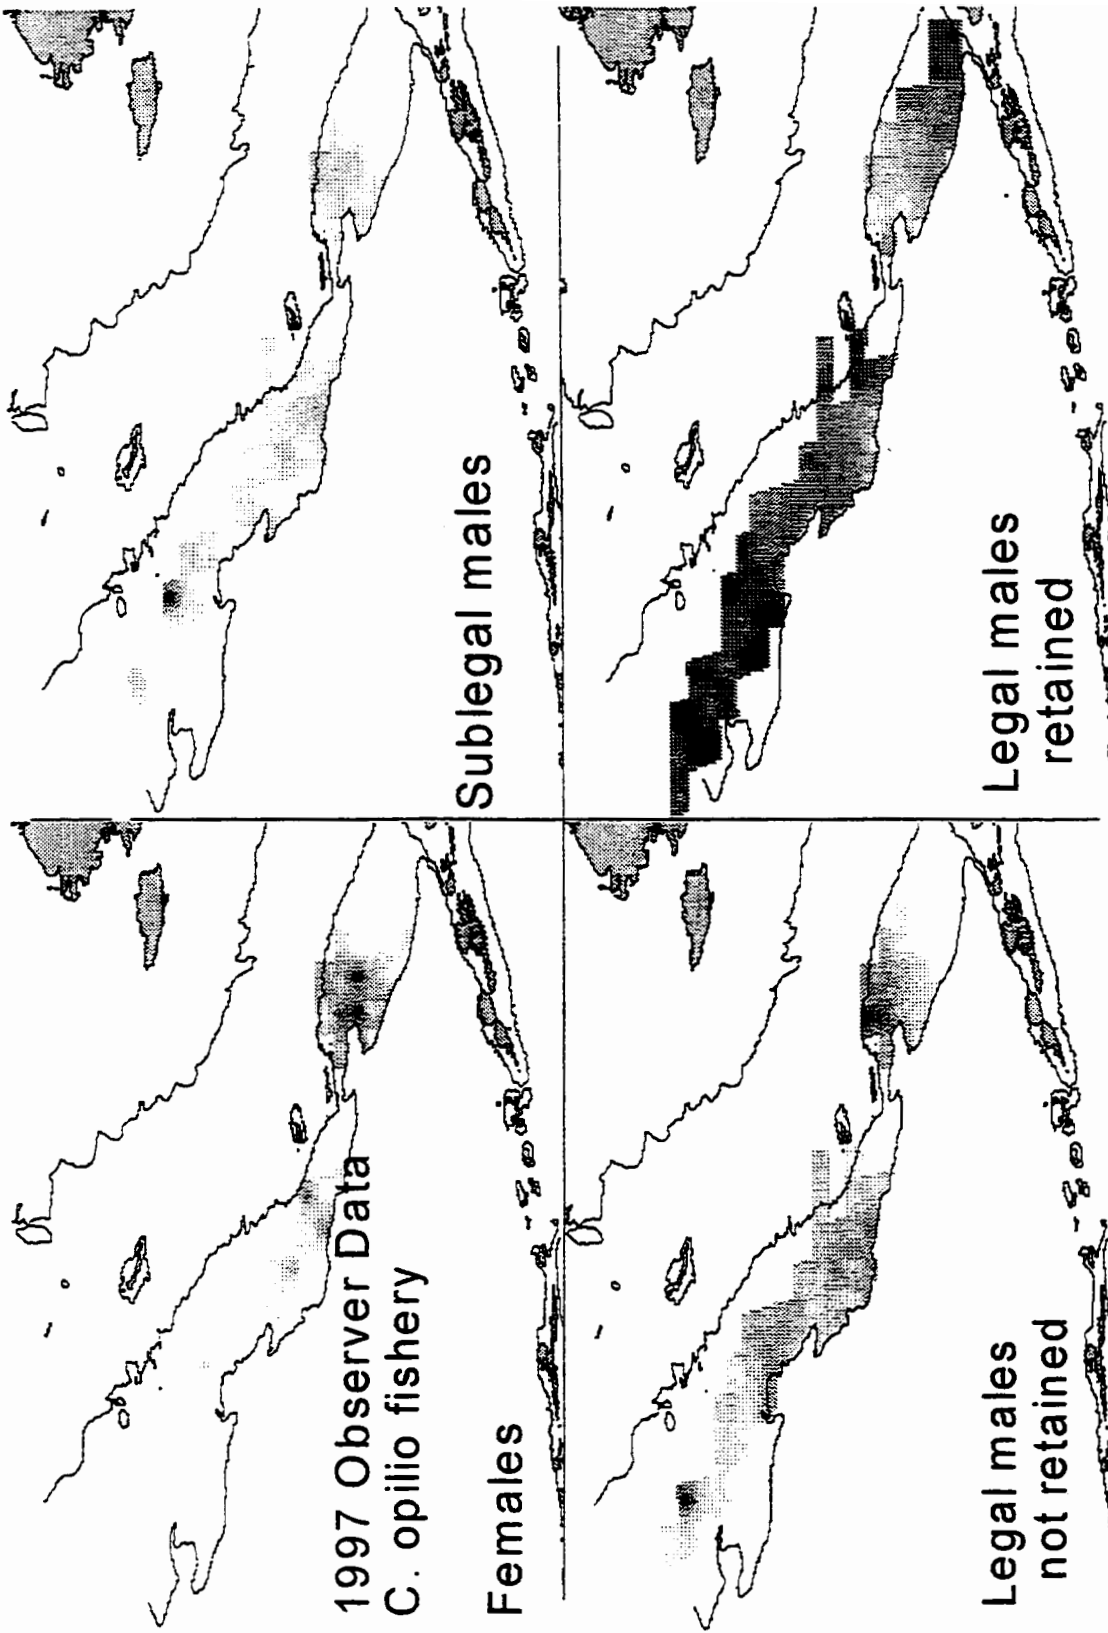 1997 Observer Data
C. opilio fishery
Females
Sublegal males
Legal males
not retained
Legal males
retained